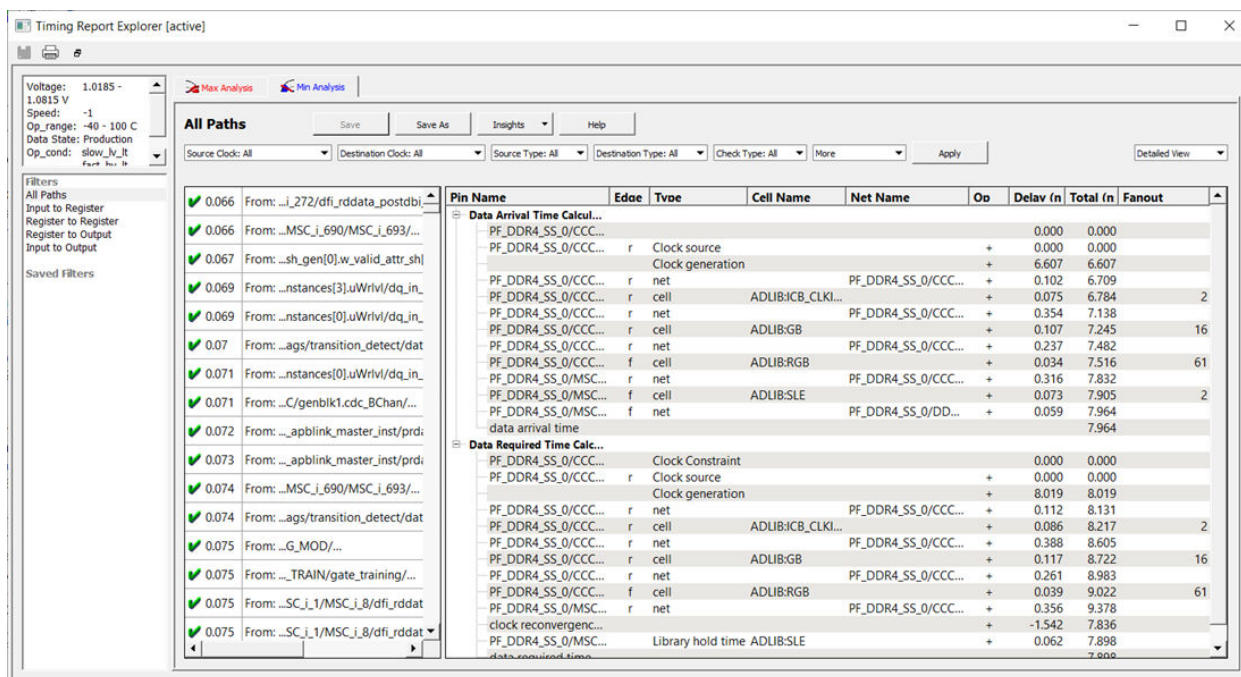 Timing Report Explorer [active]
Voltage: 1.0185 -
1.0815 V
Speed: -1
Op_range: -40 - 100 C
Data State: Production
Op_cond: slow_lv_lt
Max Analysis Min Analysis
All Paths Save Save As Insights Help
Source Clock: All Destination Clock: All Source Type: All Destination Type: All Check Type: All More Apply Detailed View
Filters
All Paths
Input to Register
Register to Register
Register to Output
Input to Output
Saved Filters
0.066 From: ...i_272/dfi_rddata_postdbi_
0.066 From: ...MSC_i_690/MSC_i_693/...
0.067 From: ...sh_gen[0].w_valid_attr_sh|
0.069 From: ...nstances[3].uWrlvl/dq_in_
0.069 From: ...nstances[0].uWrlvl/dq_in_
0.07 From: ...ags/transition_detect/dat
0.071 From: ...nstances[0].uWrlvl/dq_in_
0.071 From: ...C/genblk1.cdc_BChan/...
0.072 From: ..._apblink_master_inst/prda
0.073 From: ..._apblink_master_inst/prda
0.074 From: ...MSC_i_690/MSC_i_693/...
0.074 From: ...ags/transition_detect/dat
0.075 From: ...G_MOD/...
0.075 From: ..._TRAIN/gate_training/...
0.075 From: ...SC_i_1/MSC_i_8/dfi_rddat
0.075 From: ...SC_i_1/MSC_i_8/dfi_rddat
Pin Name Edge Type Cell Name Net Name Op Delay (n Total (n Fanout
Data Arrival Time Calcul...
PF_DDR4_SS_0/CCC... 0.000 0.000
PF_DDR4_SS_0/CCC... r Clock source + 0.000 0.000
Clock generation + 6.607 6.607
PF_DDR4_SS_0/CCC... r net PF_DDR4_SS_0/CCC... + 0.102 6.709
PF_DDR4_SS_0/CCC... r cell ADLIB:ICB_CLKI... + 0.075 6.784 2
PF_DDR4_SS_0/CCC... r net PF_DDR4_SS_0/CCC... + 0.354 7.138
PF_DDR4_SS_0/CCC... r cell ADLIB:GB + 0.107 7.245 16
PF_DDR4_SS_0/CCC... r net PF_DDR4_SS_0/CCC... + 0.237 7.482
PF_DDR4_SS_0/CCC... f cell ADLIB:RGB + 0.034 7.516 61
PF_DDR4_SS_0/MSC... r net PF_DDR4_SS_0/CCC... + 0.316 7.832
PF_DDR4_SS_0/MSC... f cell ADLIB:SLE + 0.073 7.905 2
PF_DDR4_SS_0/MSC... f net PF_DDR4_SS_0/DD... + 0.059 7.964
data arrival time 7.964
Data Required Time Calc...
PF_DDR4_SS_0/CCC... Clock Constraint 0.000 0.000
PF_DDR4_SS_0/CCC... r Clock source + 0.000 0.000
Clock generation + 8.019 8.019
PF_DDR4_SS_0/CCC... r net PF_DDR4_SS_0/CCC... + 0.112 8.131
PF_DDR4_SS_0/CCC... r cell ADLIB:ICB_CLKI... + 0.086 8.217 2
PF_DDR4_SS_0/CCC... r net PF_DDR4_SS_0/CCC... + 0.388 8.605
PF_DDR4_SS_0/CCC... r cell ADLIB:GB + 0.117 8.722 16
PF_DDR4_SS_0/CCC... r net PF_DDR4_SS_0/CCC... + 0.261 8.983
PF_DDR4_SS_0/CCC... f cell ADLIB:RGB + 0.039 9.022 61
PF_DDR4_SS_0/MSC... r net PF_DDR4_SS_0/CCC... + 0.356 9.378
clock reconvergenc... + -1.542 7.836
PF_DDR4_SS_0/MSC... Library hold time ADLIB:SLE + 0.062 7.898
data required time 7.898